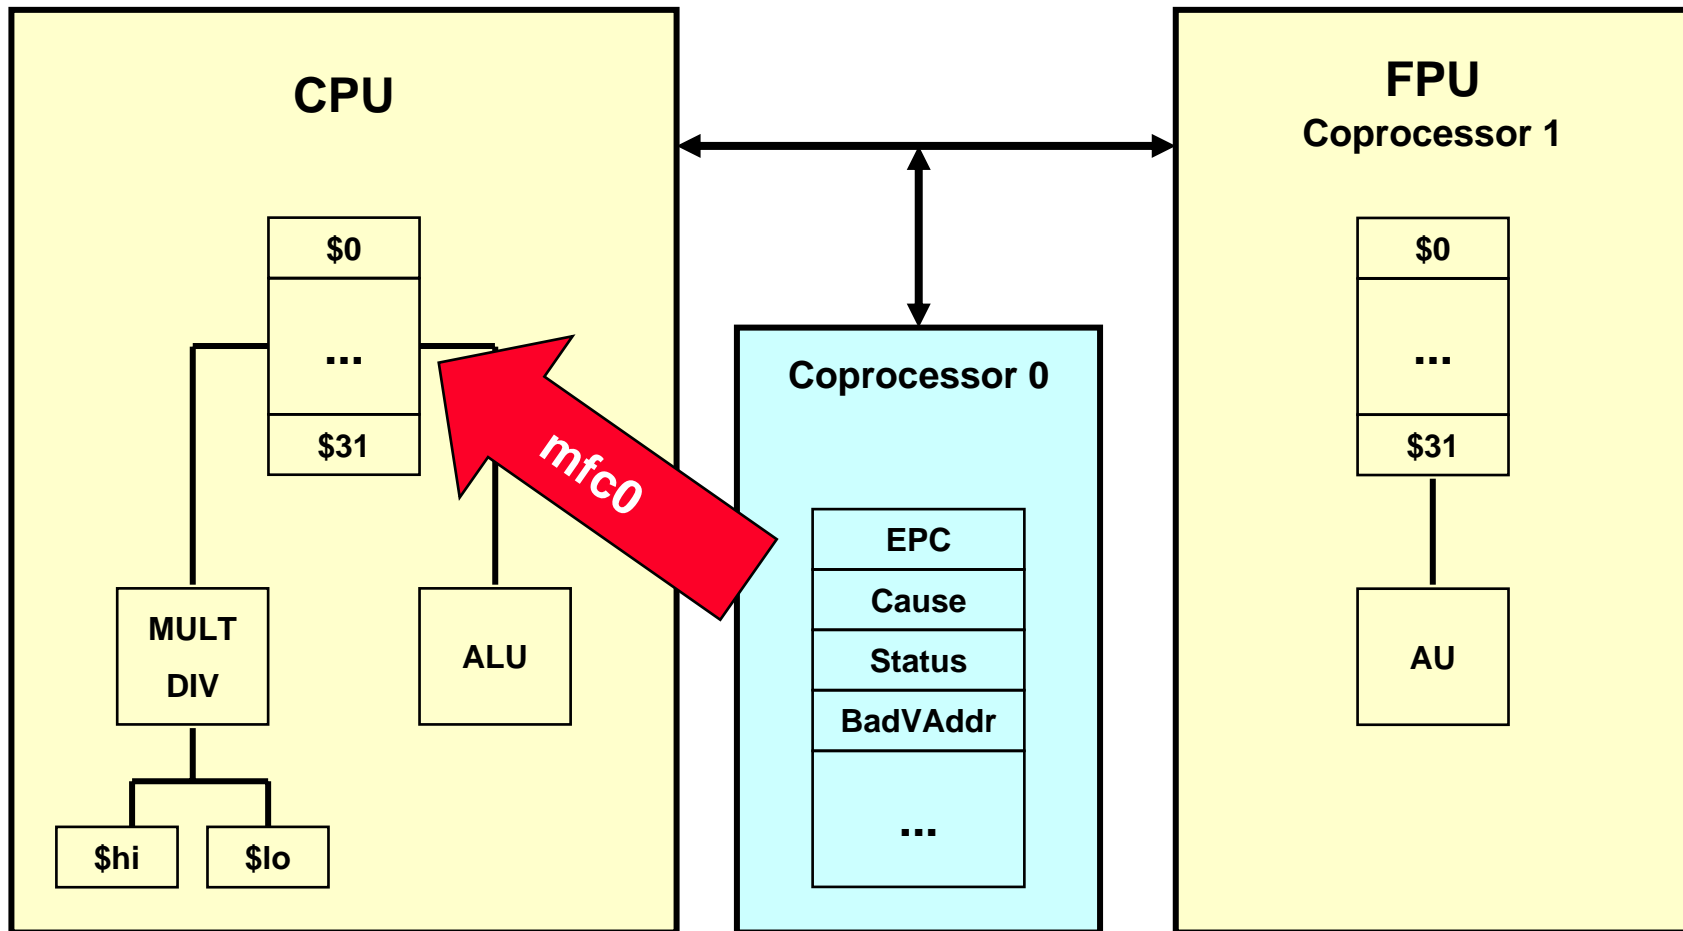 CPU
$0
...
$31
MULT
DIV
ALU
$hi
$lo
mfc0
Coprocessor 0
EPC
Cause
Status
BadVAddr
...
FPU
Coprocessor 1
$0
...
$31
AU